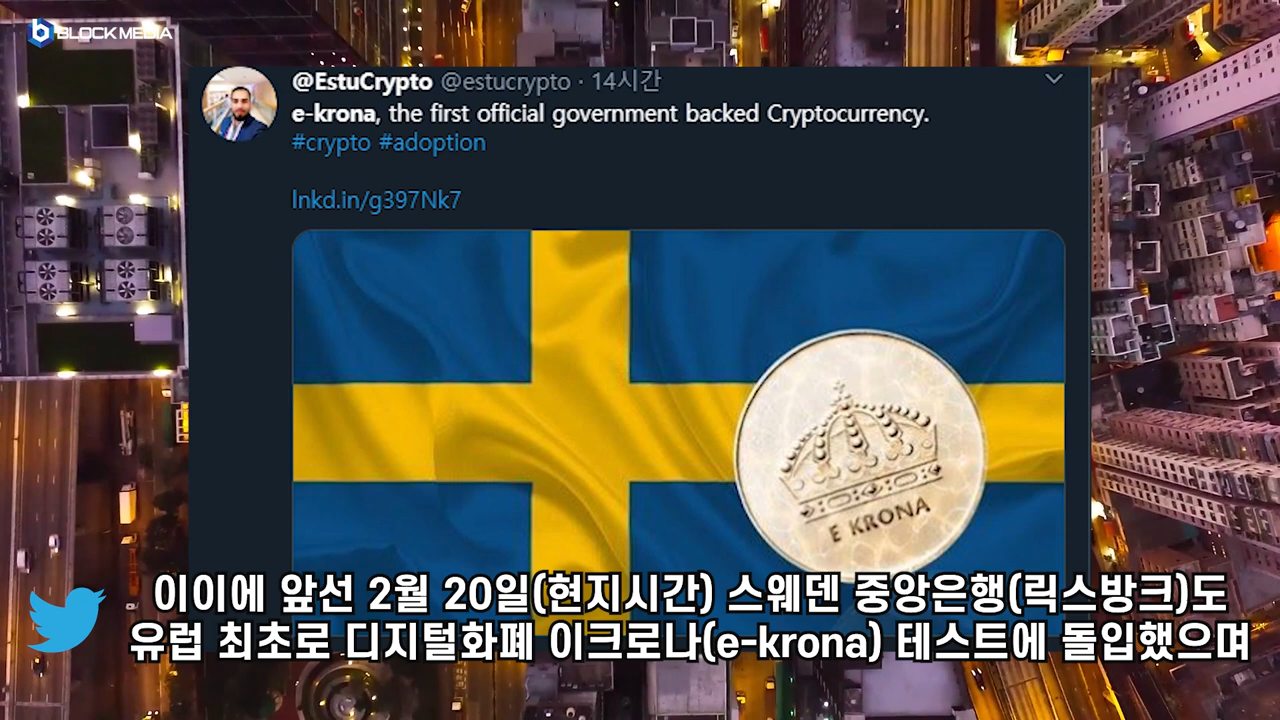 BLOCKMEDIA
@EstuCrypto @estucrypto · 14시간
e-krona, the first official government backed Cryptocurrency.
#crypto #adoption
lnkd.in/g397Nk7
E KRONA
이이에 앞선 2월 20일(현지시간) 스웨덴 중앙은행(릭스방크)도
유럽 최초로 디지털화폐 이크로나(e-krona) 테스트에 돌입했으며